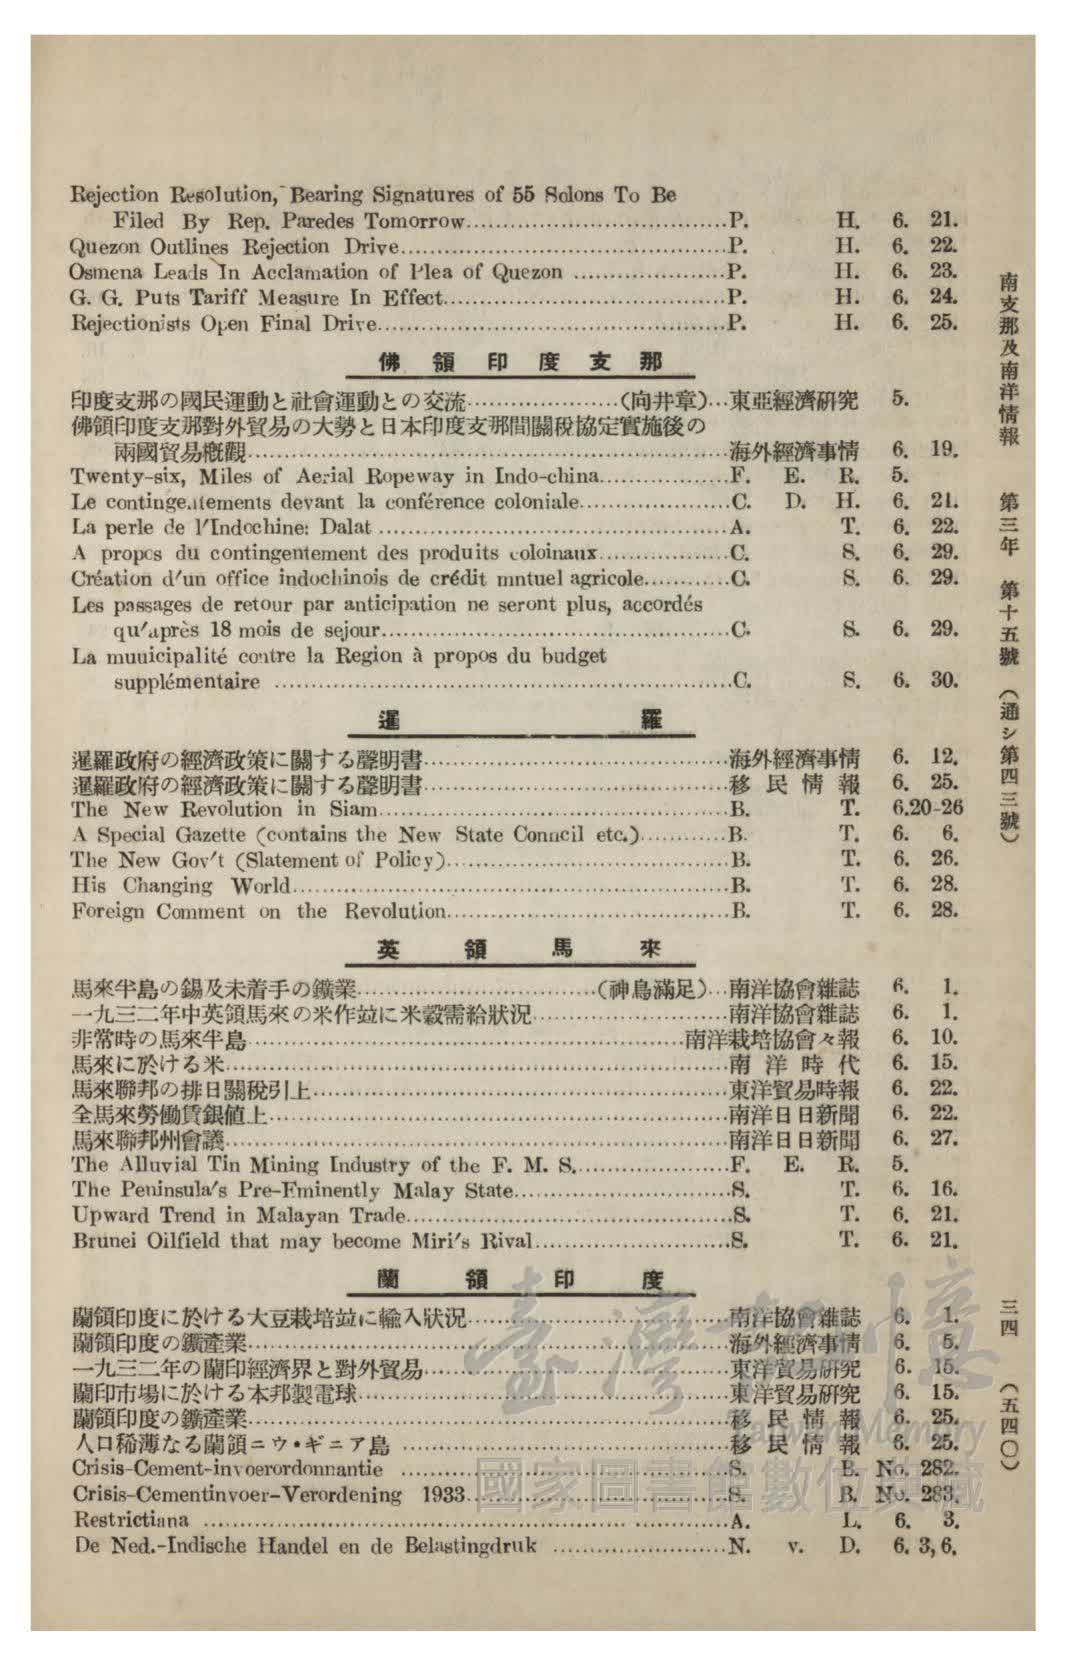 Rejection Resolution, Bearing Signatures of 55 Solons To Be
Filed By Rep. Paredes Tomorrow……P. H. 6. 21.
Quezon Outlines Rejection Drive……P. H. 6. 22.
Osmena Leads In Acclamation of Plea of Quezon ……P. H. 6. 23.
G. G. Puts Tariff Measure In Effect……P. H. 6. 24.
Rejectionists Open Final Drive……P. H. 6. 25.
佛領印度支那
印度支那の國民運動と社會運動との交流……(向井章)…東亞經濟硏究 5.
佛領印度支那對外貿易の大勢と日本印度支那間關稅協定實施後の
兩國貿易槪觀……海外經濟事情 6. 19.
Twenty-six, Miles of Aerial Ropeway in Indo-china……F. E. R. 5.
Le contingentements devant la conférence coloniale……C. D. H. 6. 21.
La perle de l'Indochine: Dalat ……A. T. 6. 22.
A propos du contingentement des produits coloinaux……C. S. 6. 29.
Création d'un office indochinois de crédit mntuel agricole……C. S. 6. 29.
Les passages de retour par anticipation ne seront plus, accordés
qu'après 18 mois de sejour……C. S. 6. 29.
La muuicipalité contre la Region à propos du budget
supplémentaire ……C. S. 6. 30.
暹羅
暹羅政府の經濟政策に關する聲明書……海外經濟事情 6. 12.
暹羅政府の經濟政策に關する聲明書……移民情報 6. 25.
The New Revolution in Siam……B. T. 6.20-26
A Special Gazette (contains the New State Conncil etc.)……B. T. 6. 6.
The New Gov't (Slatement of Policy)……B. T. 6. 26.
His Changing World……B. T. 6. 28.
Foreign Comment on the Revolution……B. T. 6. 28.
英領馬來
馬來半島の錫及未着手の鑛業……(神島滿足)…南洋協會雜誌 6. 1.
一九三二年中英領馬來の米作竝に米穀需給狀況……南洋協會雜誌 6. 1.
非常時の馬來半島……南洋栽培協會々報 6. 10.
馬來に於ける米……南洋時代 6. 15.
馬來聯邦の排日關稅引上……東洋貿易時報 6. 22.
全馬來勞働賃銀値上……南洋日日新聞 6. 22.
馬來聯邦州會議……南洋日日新聞 6. 27.
The Alluvial Tin Mining Industry of the F. M. S.……F. E. R. 5.
The Peninsula's Pre-Eminently Malay State……S. T. 6. 16.
Upward Trend in Malayan Trade……S. T. 6. 21.
Brunei Oilfield that may become Miri's Rival……S. T. 6. 21.
蘭領印度
蘭領印度に於ける大豆栽培竝に輸入狀況……南洋協會雜誌 6. 1.
蘭領印度の鑛產業……海外經濟事情 6. 5.
一九三二年の蘭印經濟界と對外貿易……東洋貿易硏究 6. 15.
蘭印市場に於ける本邦製電球……東洋貿易硏究 6. 15.
蘭領印度の鑛產業……移民情報 6. 25.
人口稀薄なる蘭領ニウ・ギニア島 ……移民情報 6. 25.
Crisis-Cement-invoerordonnantie ……S. B. No. 282.
Crisis-Cementinvoer-Verordening 1933……S. B. No. 283.
Restrictiana ……A. L. 6. 3.
De Ned.-Indische Handel en de Belastingdruk ……N. v. D. 6. 3, 6.
南支那及南洋情報 第三年 第十五號 (通シ第四三號)
三四 (五四〇)
臺灣記憶
Taiwan Memory
國家圖書館數位典藏